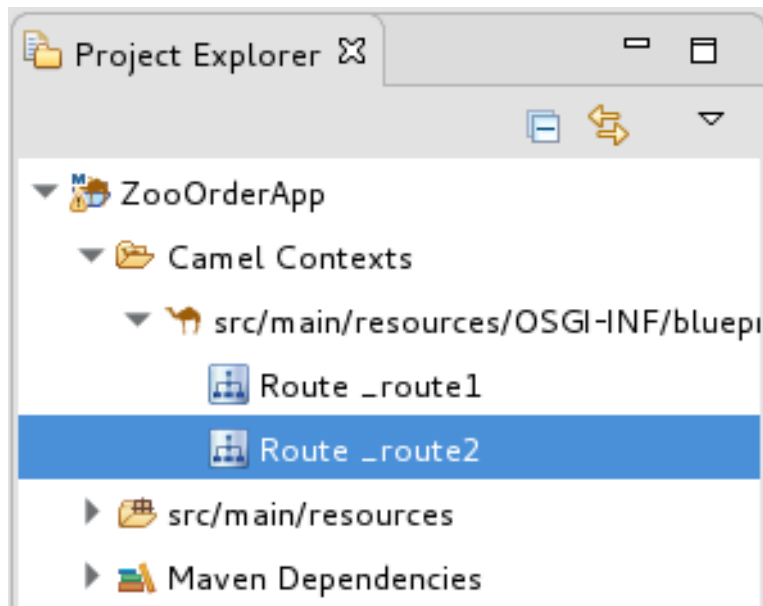 Project Explorer
M
ZooOrderApp
Camel Contexts
src/main/resources/OSGI-INF/bluepr
Route _route1
Route _route2
src/main/resources
Maven Dependencies